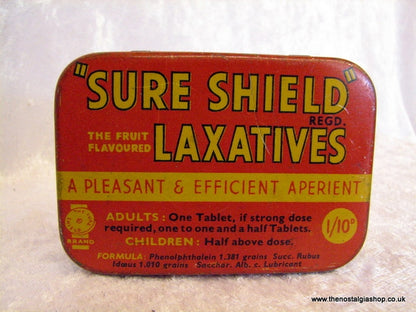 "SURE SHIELD"
REGD.
THE FRUIT
FLAVOURED
LAXATIVES
A PLEASANT & EFFICIENT APERIENT
BRAND
ADULTS: One Tablet, if strong dose
required, one to one and a half Tablets.
CHILDREN: Half above dose.
1/10D
FORMULA: Phenolphthalein 1.381 grains Succ. Rubus
Idæus 1.010 grains Sacchar. Alb. c. Lubricant
www.thenostalgiashop.co.uk